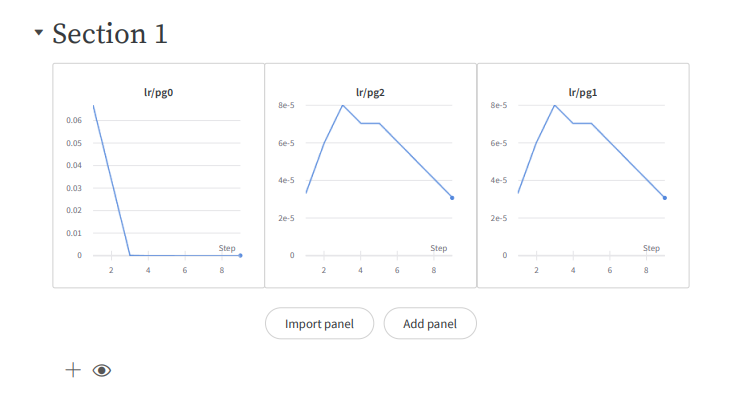 Section 1
lr/pg0
0.06
0.05
0.04
0.03
0.02
0.01
0
Step
2 4 6 8
lr/pg2
8e-5
6e-5
4e-5
2e-5
0
Step
2 4 6 8
lr/pg1
8e-5
6e-5
4e-5
2e-5
0
Step
2 4 6 8
Import panel
Add panel